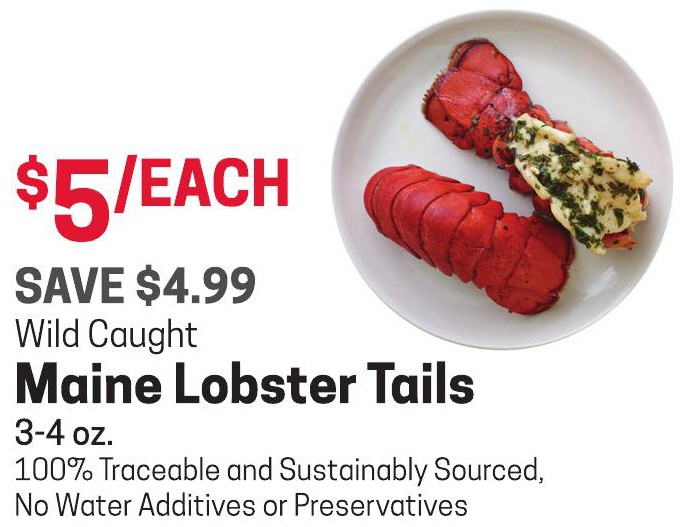 $5/EACH
SAVE $4.99
Wild Caught
Maine Lobster Tails
3-4 oz.
100% Traceable and Sustainably Sourced,
No Water Additives or Preservatives